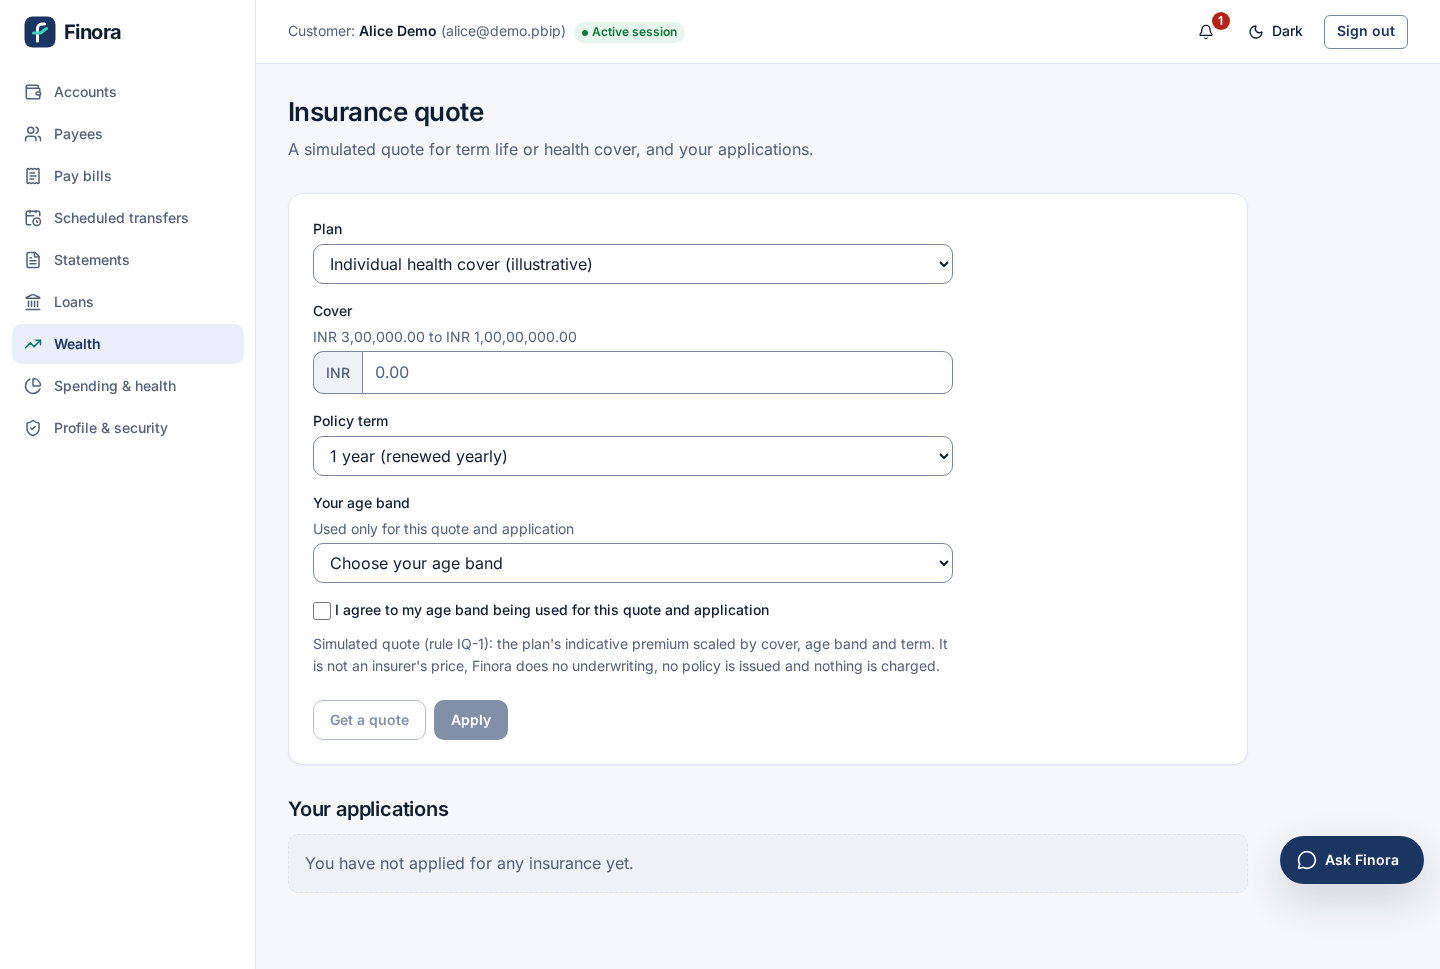 Finora
Customer: Alice Demo (alice@demo.pbip) Active session
1
Dark
Sign out
Accounts
Payees
Pay bills
Scheduled transfers
Statements
Loans
Wealth
Spending & health
Profile & security
Insurance quote
A simulated quote for term life or health cover, and your applications.
Plan
Individual health cover (illustrative)
Cover
INR 3,00,000.00 to INR 1,00,00,000.00
INR 0.00
Policy term
1 year (renewed yearly)
Your age band
Used only for this quote and application
Choose your age band
I agree to my age band being used for this quote and application
Simulated quote (rule IQ-1): the plan's indicative premium scaled by cover, age band and term. It
is not an insurer's price, Finora does no underwriting, no policy is issued and nothing is charged.
Get a quote
Apply
Your applications
You have not applied for any insurance yet.
Ask Finora